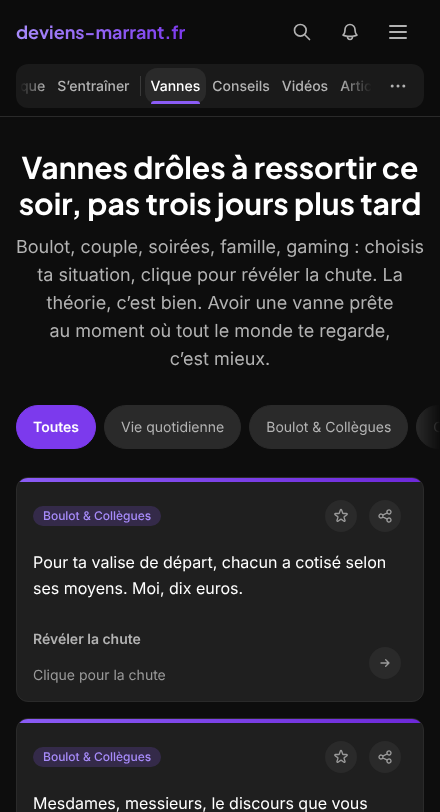 deviens-marrant.fr
que S'entraîner Vannes Conseils Vidéos Artic
Vannes drôles à ressortir ce
soir, pas trois jours plus tard
Boulot, couple, soirées, famille, gaming : choisis
ta situation, clique pour révéler la chute. La
théorie, c'est bien. Avoir une vanne prête
au moment où tout le monde te regarde,
c'est mieux.
Toutes Vie quotidienne Boulot & Collègues
Boulot & Collègues
Pour ta valise de départ, chacun a cotisé selon
ses moyens. Moi, dix euros.
Révéler la chute
Clique pour la chute
Boulot & Collègues
Mesdames, messieurs, le discours que vous